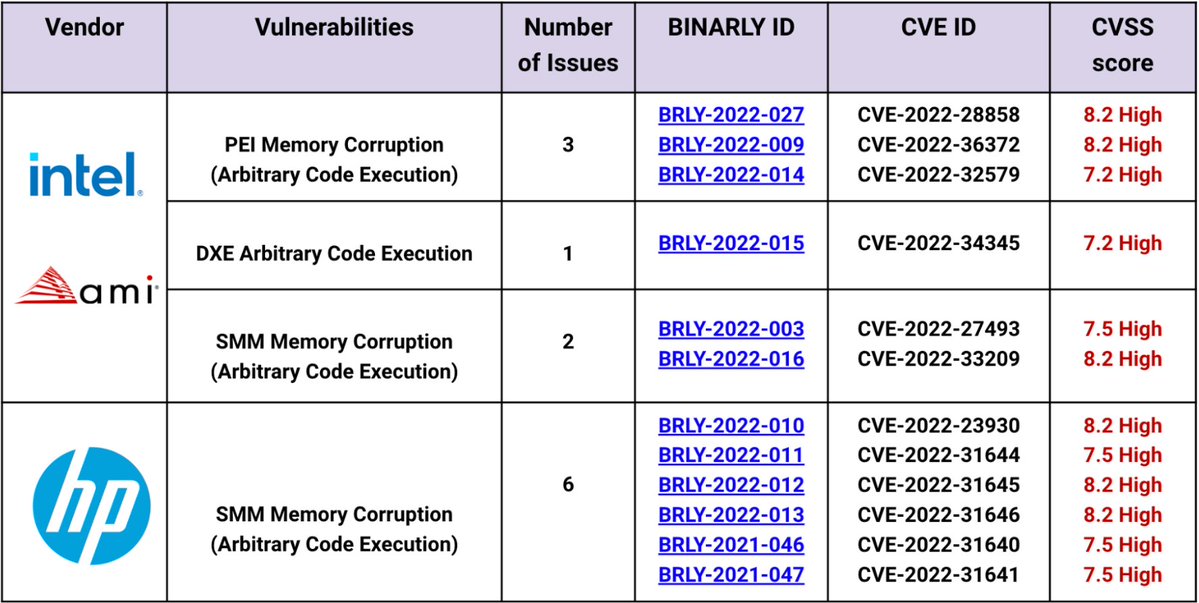 Vendor Vulnerabilities Number of Issues BINARLY ID CVE ID CVSS score
intel®
ami®
PEI Memory Corruption
(Arbitrary Code Execution)
3
BRLY-2022-027 CVE-2022-28858 8.2 High
BRLY-2022-009 CVE-2022-36372 8.2 High
BRLY-2022-014 CVE-2022-32579 7.2 High
DXE Arbitrary Code Execution
1
BRLY-2022-015 CVE-2022-34345 7.2 High
SMM Memory Corruption
(Arbitrary Code Execution)
2
BRLY-2022-003 CVE-2022-27493 7.5 High
BRLY-2022-016 CVE-2022-33209 8.2 High
hp
SMM Memory Corruption
(Arbitrary Code Execution)
6
BRLY-2022-010 CVE-2022-23930 8.2 High
BRLY-2022-011 CVE-2022-31644 7.5 High
BRLY-2022-012 CVE-2022-31645 8.2 High
BRLY-2022-013 CVE-2022-31646 8.2 High
BRLY-2021-046 CVE-2022-31640 7.5 High
BRLY-2021-047 CVE-2022-31641 7.5 High